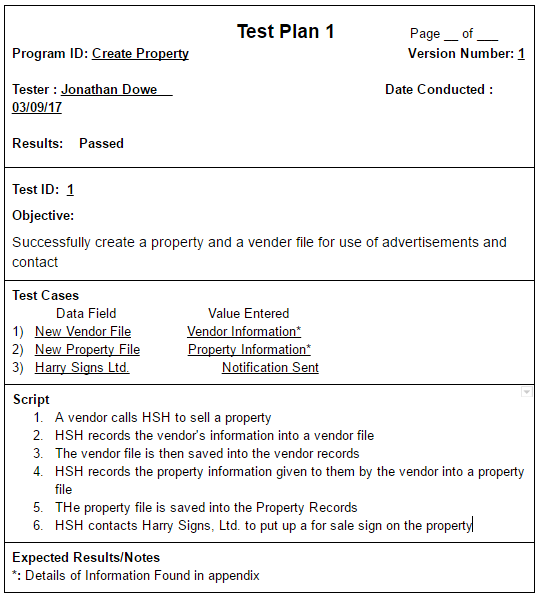 Test Plan 1 Page __ of ___
Program ID: Create Property Version Number: 1
Tester : Jonathan Dowe Date Conducted :
03/09/17
Results: Passed
Test ID: 1
Objective:
Successfully create a property and a vender file for use of advertisements and
contact
Test Cases
Data Field Value Entered
1) New Vendor File Vendor Information*
2) New Property File Property Information*
3) Harry Signs Ltd. Notification Sent
Script
1. A vendor calls HSH to sell a property
2. HSH records the vendor's information into a vendor file
3. The vendor file is then saved into the vendor records
4. HSH records the property information given to them by the vendor into a property
file
5. THe property file is saved into the Property Records
6. HSH contacts Harry Signs, Ltd. to put up a for sale sign on the property
Expected Results/Notes
*: Details of Information Found in appendix